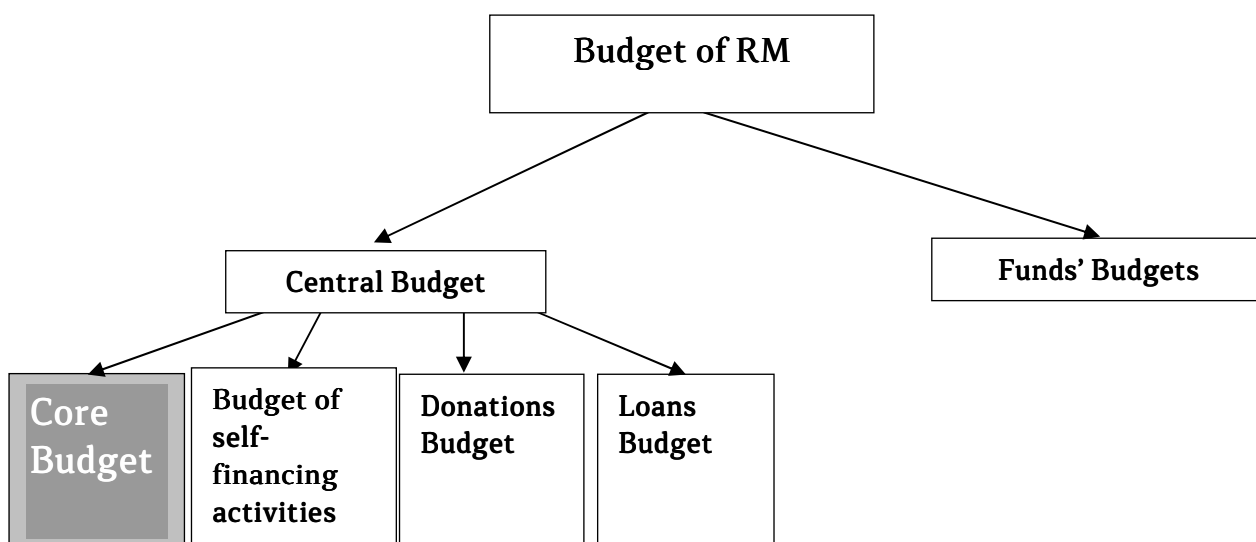 Budget of RM
Central Budget
Funds’ Budgets
Core
Budget
Budget of
self-
financing
activities
Donations
Budget
Loans
Budget